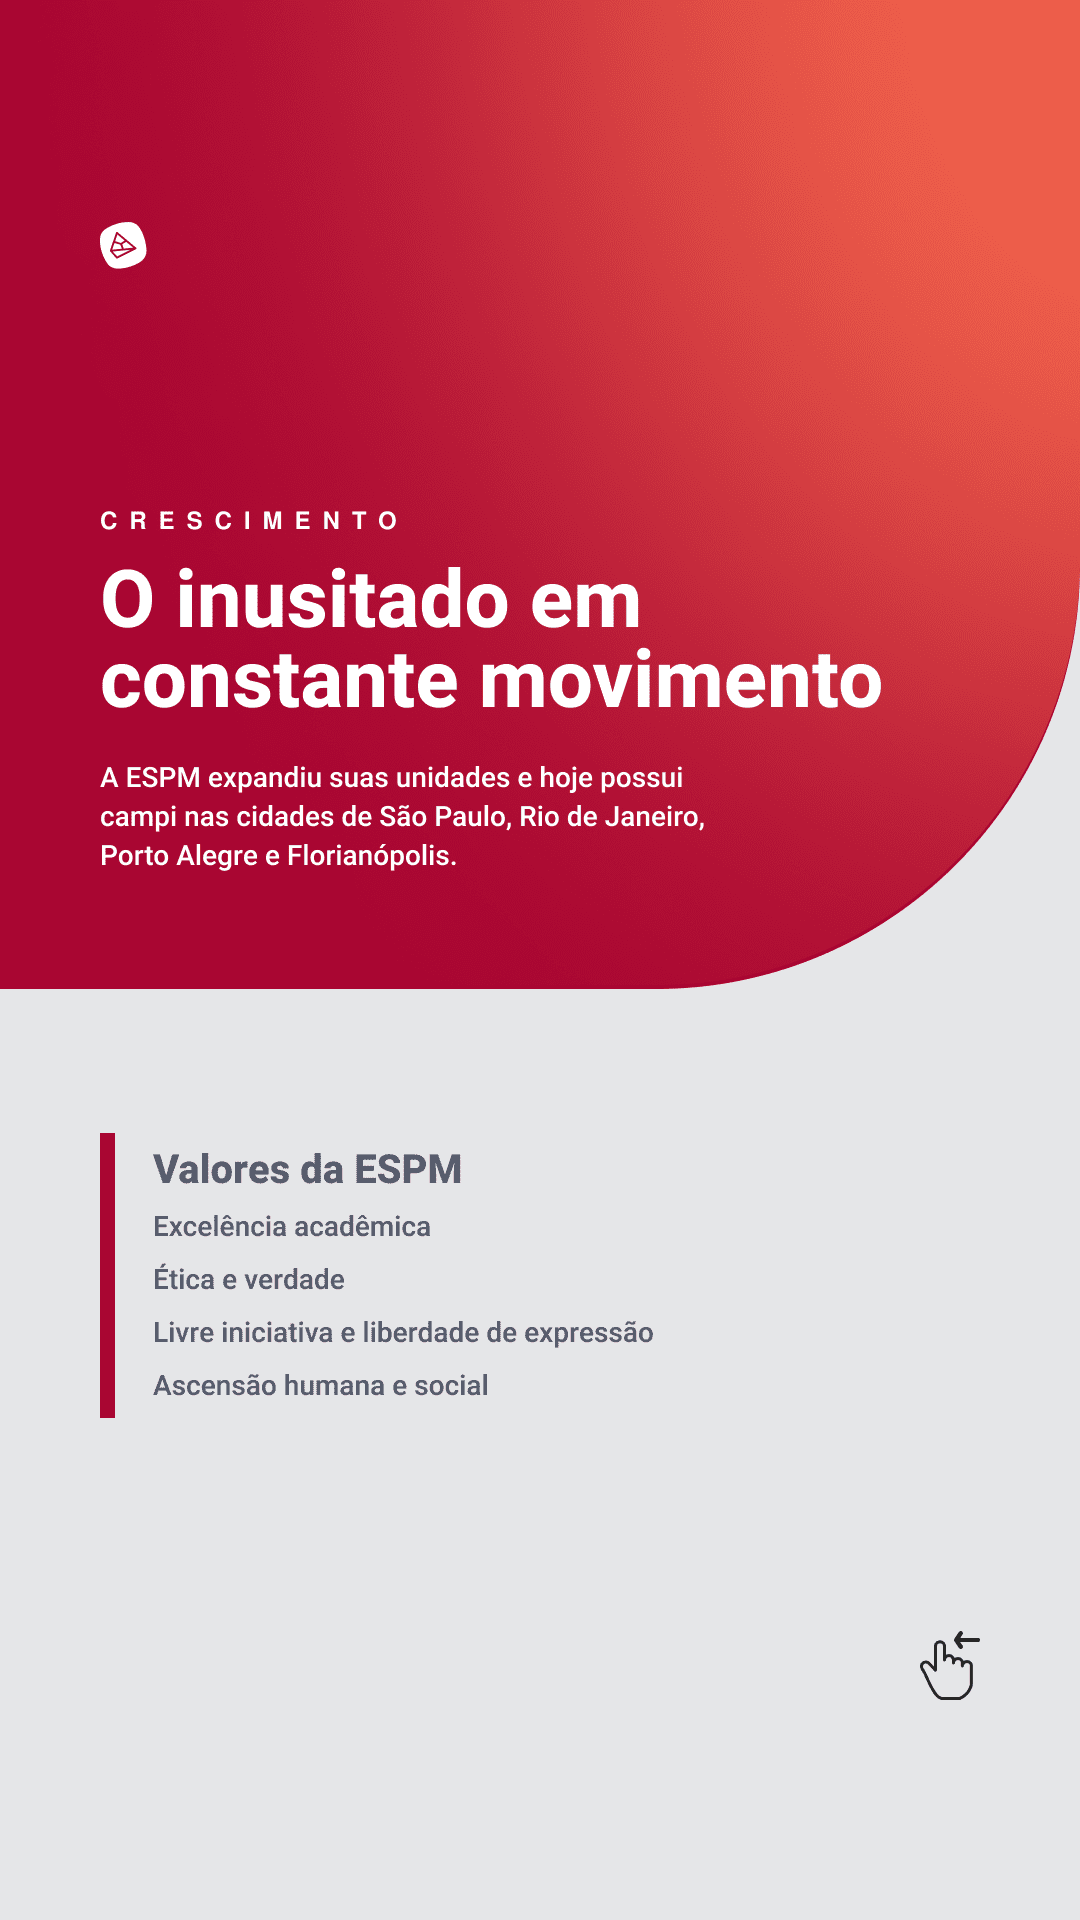 CRESCIMENTO
O inusitado em
constante movimento
A ESPM expandiu suas unidades e hoje possui
campi nas cidades de São Paulo, Rio de Janeiro,
Porto Alegre e Florianópolis.
Valores da ESPM
Excelência acadêmica
Ética e verdade
Livre iniciativa e liberdade de expressão
Ascensão humana e social